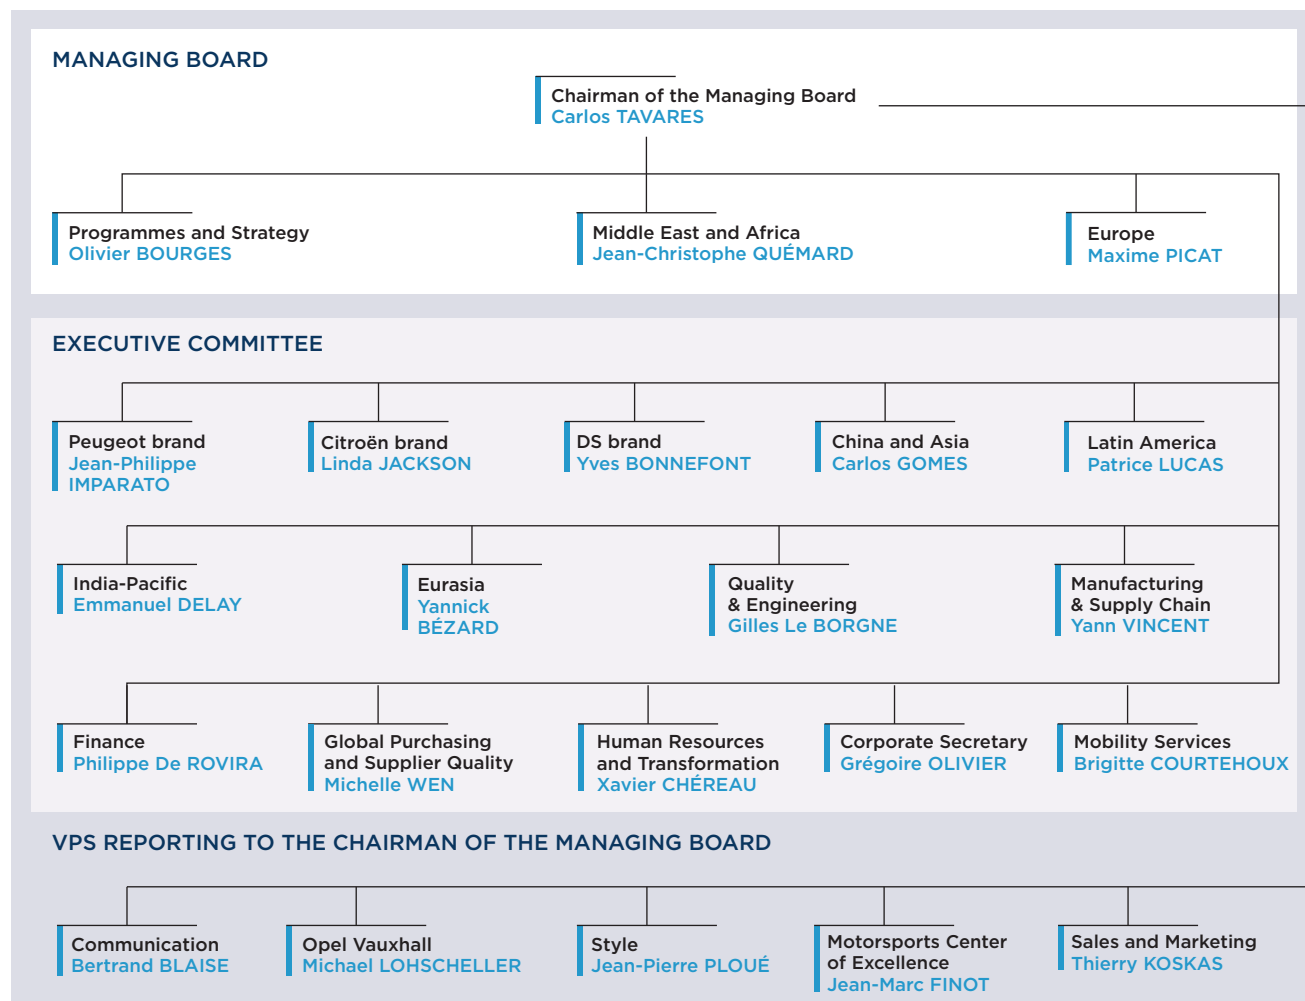 MANAGING BOARD
Chairman of the Managing Board
Carlos TAVARES
Programmes and Strategy
Olivier BOURGES
Middle East and Africa
Jean-Christophe QUÉMARD
Europe
Maxime PICAT
EXECUTIVE COMMITTEE
Peugeot brand
Jean-Philippe
IMPARATO
Citroën brand
Linda JACKSON
DS brand
Yves BONNEFONT
China and Asia
Carlos GOMES
Latin America
Patrice LUCAS
India-Pacific
Emmanuel DELAY
Eurasia
Yannick
BÉZARD
Quality
& Engineering
Gilles Le BORGNE
Manufacturing
& Supply Chain
Yann VINCENT
Finance
Philippe De ROVIRA
Global Purchasing
and Supplier Quality
Michelle WEN
Human Resources
and Transformation
Xavier CHÉREAU
Corporate Secretary
Grégoire OLIVIER
Mobility Services
Brigitte COURTEHOUX
VPS REPORTING TO THE CHAIRMAN OF THE MANAGING BOARD
Communication
Bertrand BLAISE
Opel Vauxhall
Michael LOHSCHELLER
Style
Jean-Pierre PLOUÉ
Motorsports Center
of Excellence
Jean-Marc FINOT
Sales and Marketing
Thierry KOSKAS